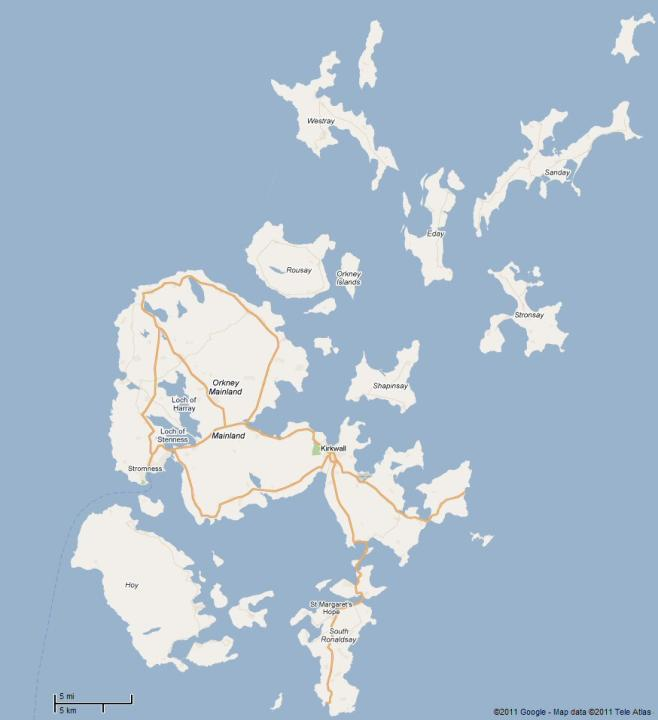 Westray
Sanday
Eday
Rousay
Orkney
Islands
Stronsay
Shapinsay
Orkney
Mainland
Loch of
Harray
Loch of
Stenness
Mainland
Kirkwall
Stromness
Hoy
St Margaret's
Hope
South
Ronaldsay
5 mi
5 km
©2011 Google - Map data ©2011 Tele Atlas